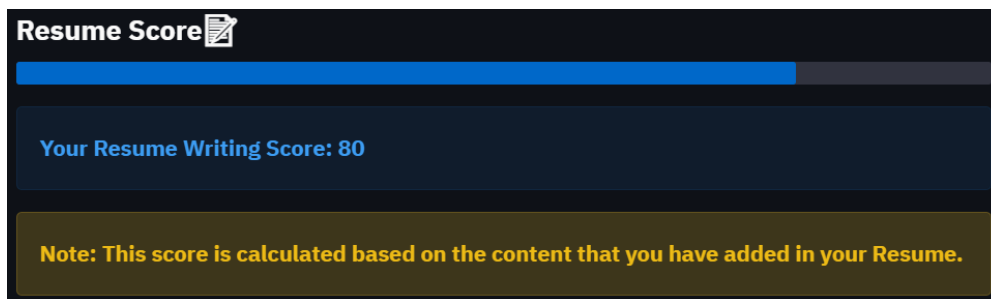 Resume Score📝
Your Resume Writing Score: 80
Note: This score is calculated based on the content that you have added in your Resume.